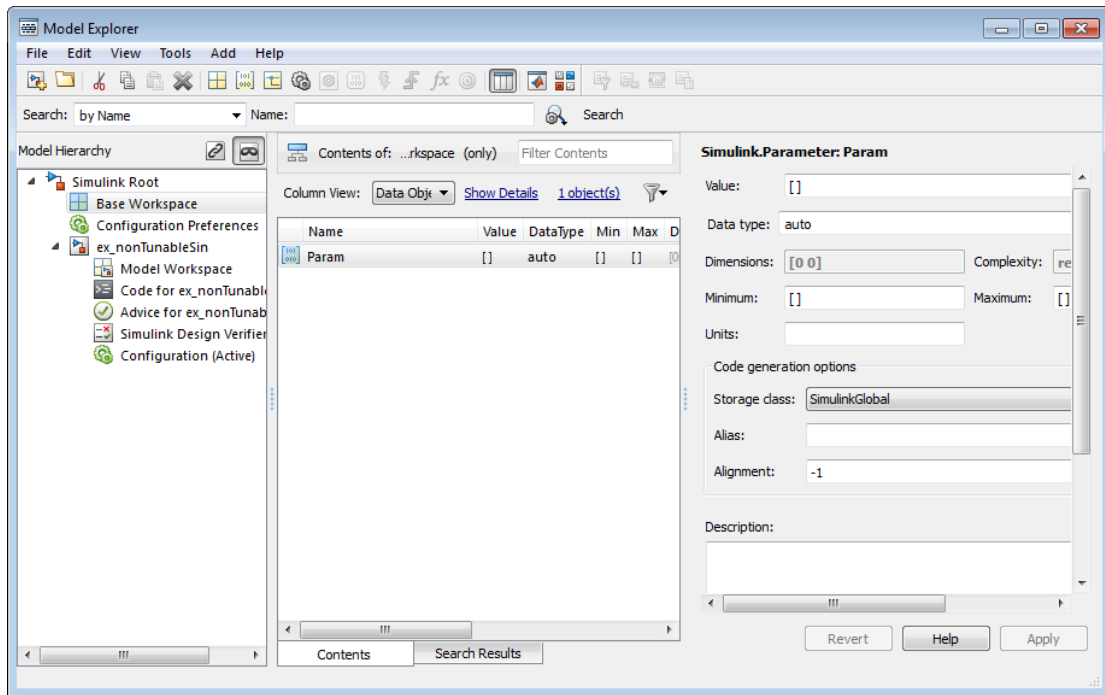 Model Explorer
File Edit View Tools Add Help
Search: by Name Name: Search
Model Hierarchy
Simulink Root
Base Workspace
Configuration Preferences
ex_nonTunableSin
Model Workspace
Code for ex_nonTunabl
Advice for ex_nonTunab
Simulink Design Verifier
Configuration (Active)
Contents of: ...rkspace (only) Filter Contents
Column View: Data Obje Show Details 1 object(s)
Name Value DataType Min Max D
Param [] auto [] [] [0
Contents Search Results
Simulink.Parameter: Param
Value: []
Data type: auto
Dimensions: [0 0] Complexity: re
Minimum: [] Maximum: []
Units:
Code generation options
Storage class: SimulinkGlobal
Alias:
Alignment: -1
Description:
Revert Help Apply